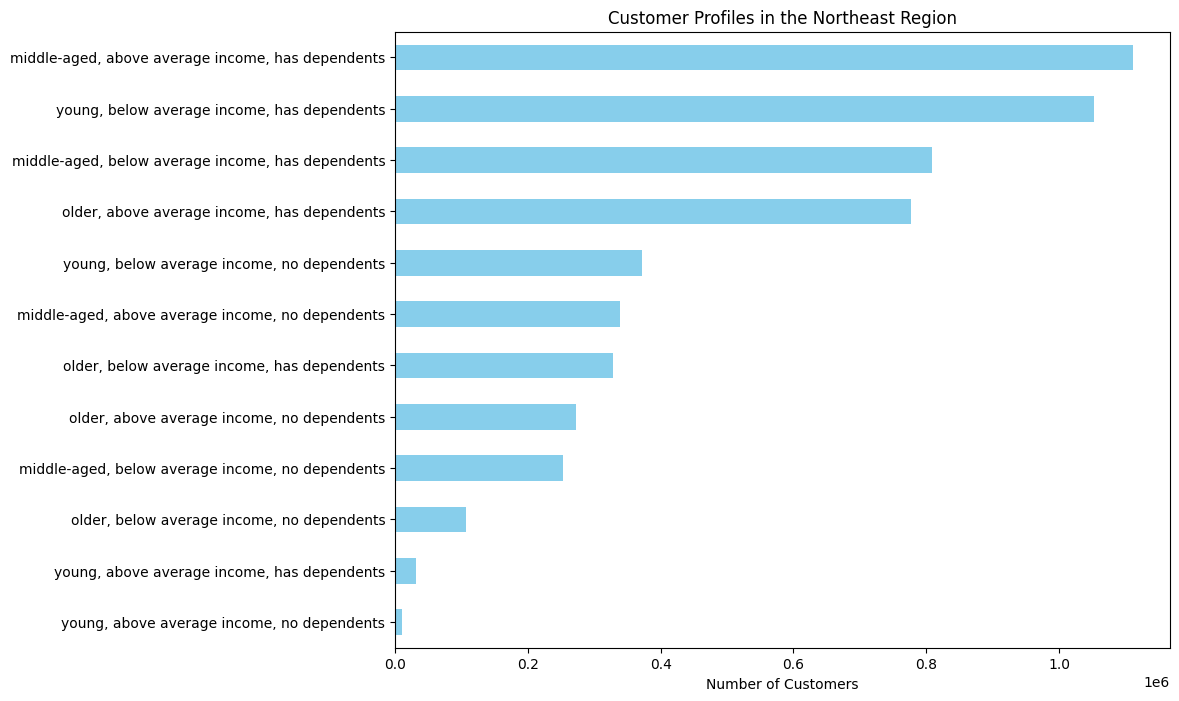 Customer Profiles in the Northeast Region
middle-aged, above average income, has dependents
young, below average income, has dependents
middle-aged, below average income, has dependents
older, above average income, has dependents
young, below average income, no dependents
middle-aged, above average income, no dependents
older, below average income, has dependents
older, above average income, no dependents
middle-aged, below average income, no dependents
older, below average income, no dependents
young, above average income, has dependents
young, above average income, no dependents
0.0 0.2 0.4 0.6 0.8 1.0
1e6
Number of Customers